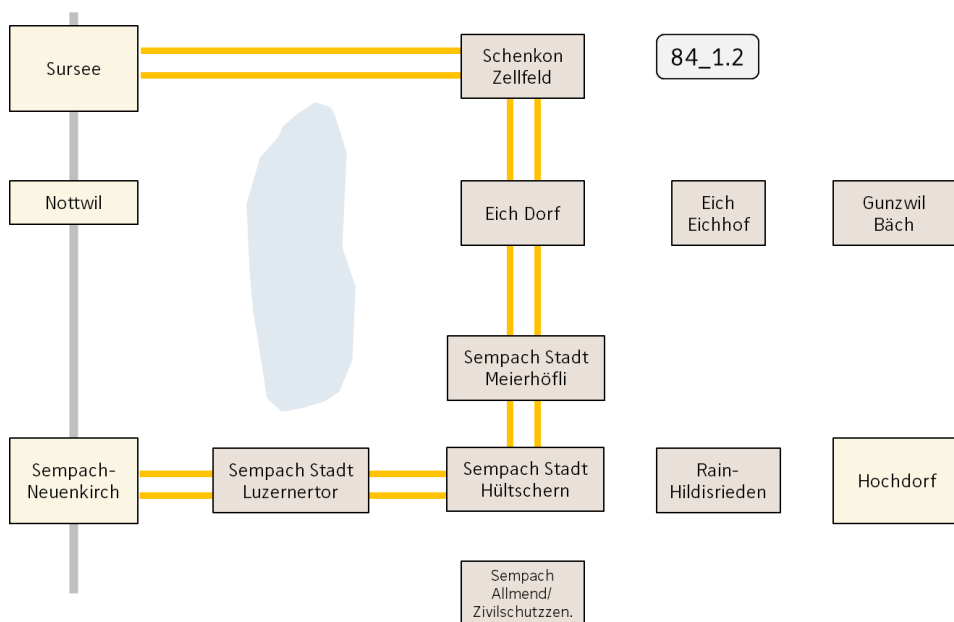 Sursee
Schenkon
Zellfeld
84_1.2
Nottwil
Eich Dorf
Eich
Eichhof
Gunzwil
Bäch
Sempach Stadt
Meierhöfli
Sempach-
Neuenkirch
Sempach Stadt
Luzernertor
Sempach Stadt
Hültschern
Rain-
Hildisrieden
Hochdorf
Sempach
Allmend/
Zivilschutzzen.